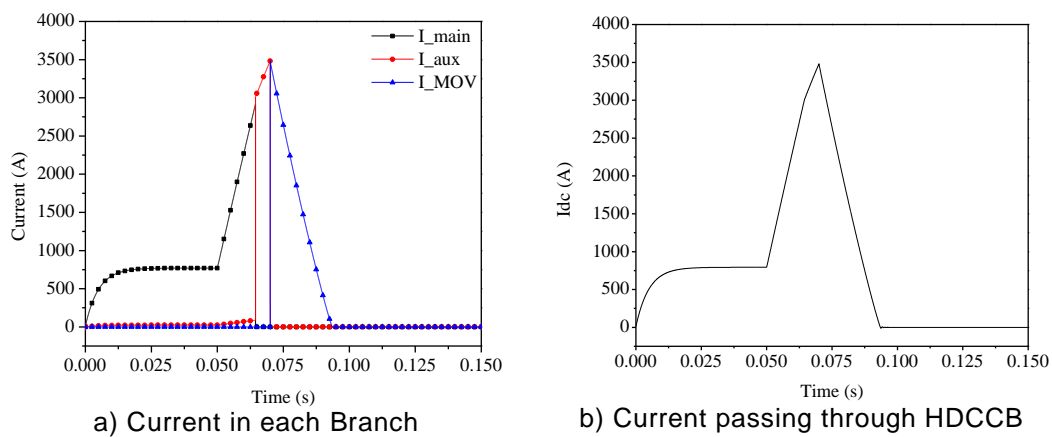 4000
3500
3000
2500
2000
1500
1000
500
0
Current (A)
I_main
I_aux
I_MOV
0.000 0.025 0.050 0.075 0.100 0.125 0.150
Time (s)
a) Current in each Branch
4000
3500
3000
2500
2000
1500
1000
500
0
Idc (A)
0.000 0.025 0.050 0.075 0.100 0.125 0.150
Time (s)
b) Current passing through HDCCB